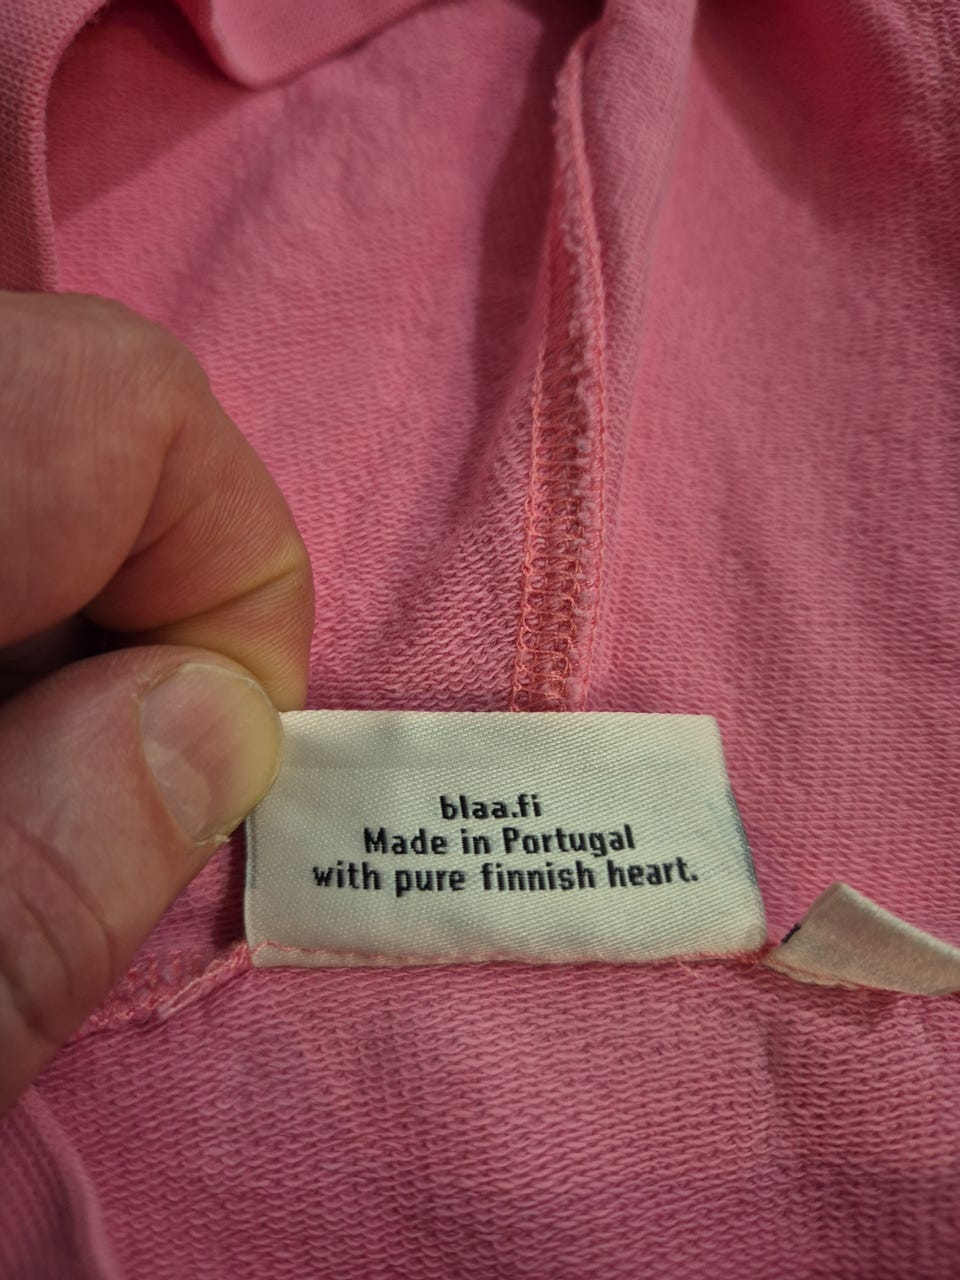 blaa.fi
Made in Portugal
with pure finnish heart.